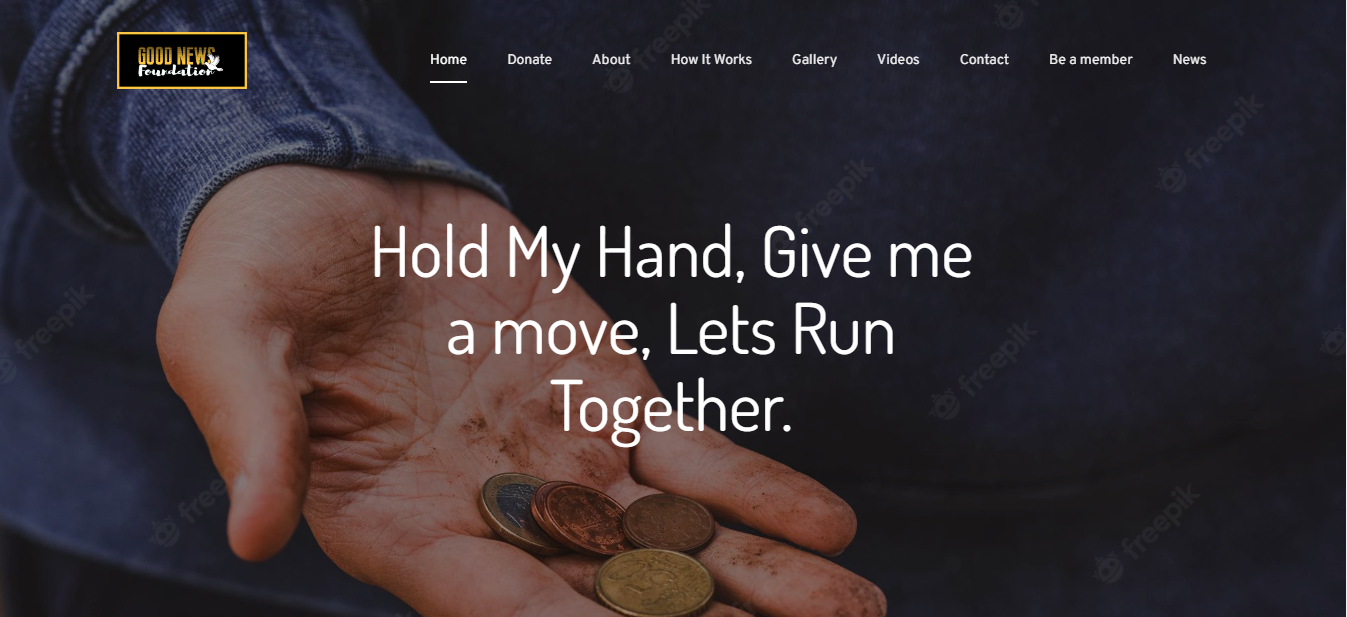 GOOD NEWS
Foundation
Home Donate About How It Works Gallery Videos Contact Be a member News
freepik
freepik
freepik
freepik
Hold My Hand, Give me
freepik
a move, Lets Run
freepik
Together.
freepik
freepik